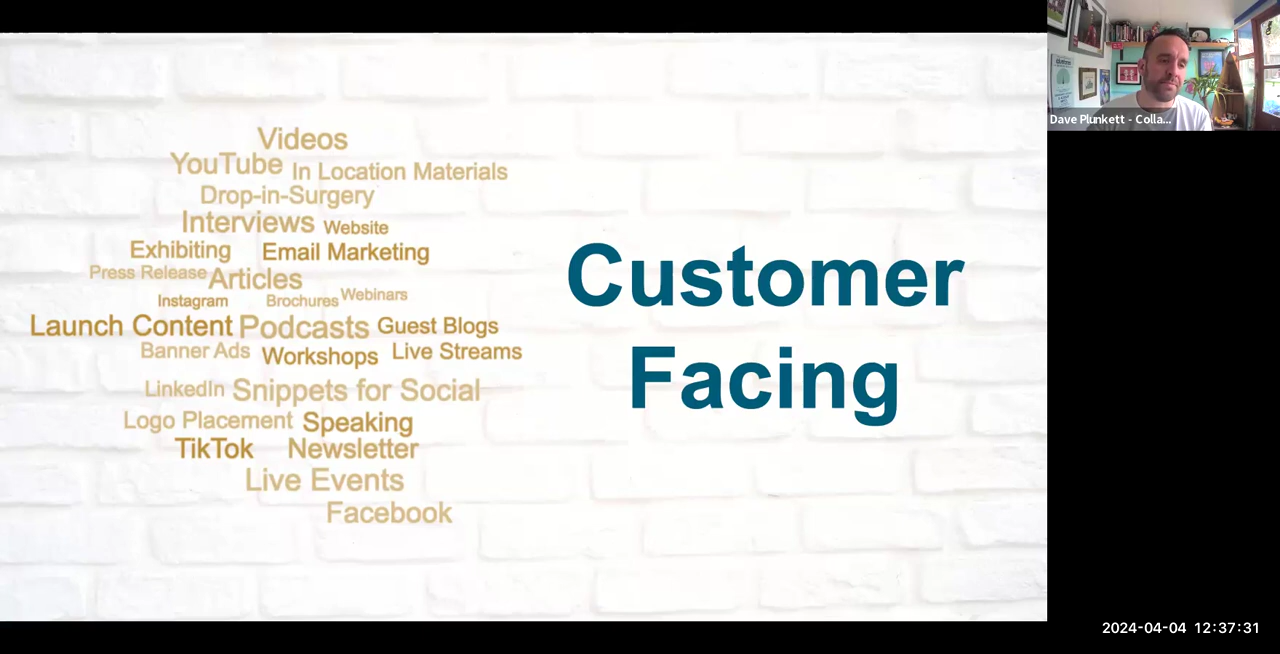 Videos
YouTube In Location Materials
Drop-in-Surgery
Interviews Website
Exhibiting Email Marketing
Press Release Articles
Instagram Brochures Webinars
Launch Content Podcasts Guest Blogs
Banner Ads Workshops Live Streams
LinkedIn Snippets for Social
Logo Placement Speaking
TikTok Newsletter
Live Events
Facebook
Customer
Facing
Dave Plunkett - Colla...
2024-04-04 12:37:31